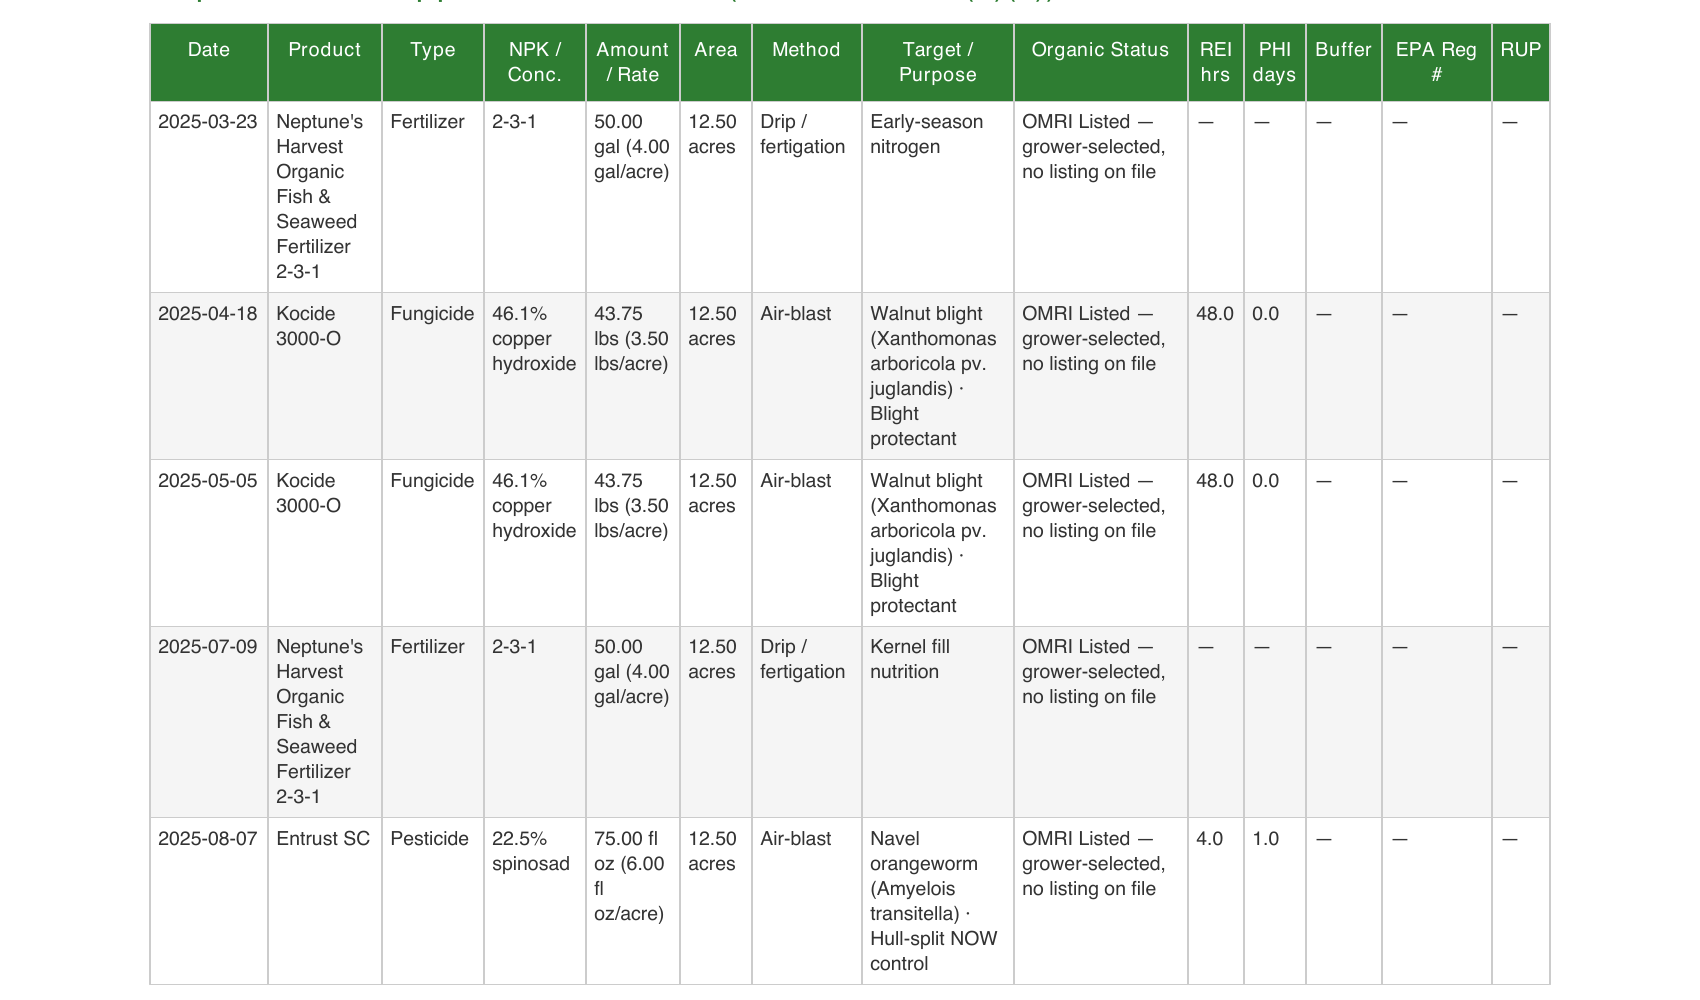 Date Product Type NPK / Conc. Amount / Rate Area Method Target / Purpose Organic Status REI hrs PHI days Buffer EPA Reg # RUP
2025-03-23 Neptune's Harvest Organic Fish & Seaweed Fertilizer 2-3-1 Fertilizer 2-3-1 50.00 gal (4.00 gal/acre) 12.50 acres Drip / fertigation Early-season nitrogen OMRI Listed — grower-selected, no listing on file — — — — —
2025-04-18 Kocide 3000-O Fungicide 46.1% copper hydroxide 43.75 lbs (3.50 lbs/acre) 12.50 acres Air-blast Walnut blight (Xanthomonas arboricola pv. juglandis) · Blight protectant OMRI Listed — grower-selected, no listing on file 48.0 0.0 — — —
2025-05-05 Kocide 3000-O Fungicide 46.1% copper hydroxide 43.75 lbs (3.50 lbs/acre) 12.50 acres Air-blast Walnut blight (Xanthomonas arboricola pv. juglandis) · Blight protectant OMRI Listed — grower-selected, no listing on file 48.0 0.0 — — —
2025-07-09 Neptune's Harvest Organic Fish & Seaweed Fertilizer 2-3-1 Fertilizer 2-3-1 50.00 gal (4.00 gal/acre) 12.50 acres Drip / fertigation Kernel fill nutrition OMRI Listed — grower-selected, no listing on file — — — — —
2025-08-07 Entrust SC Pesticide 22.5% spinosad 75.00 fl oz (6.00 fl oz/acre) 12.50 acres Air-blast Navel orangeworm (Amyelois transitella) · Hull-split NOW control OMRI Listed — grower-selected, no listing on file 4.0 1.0 — — —